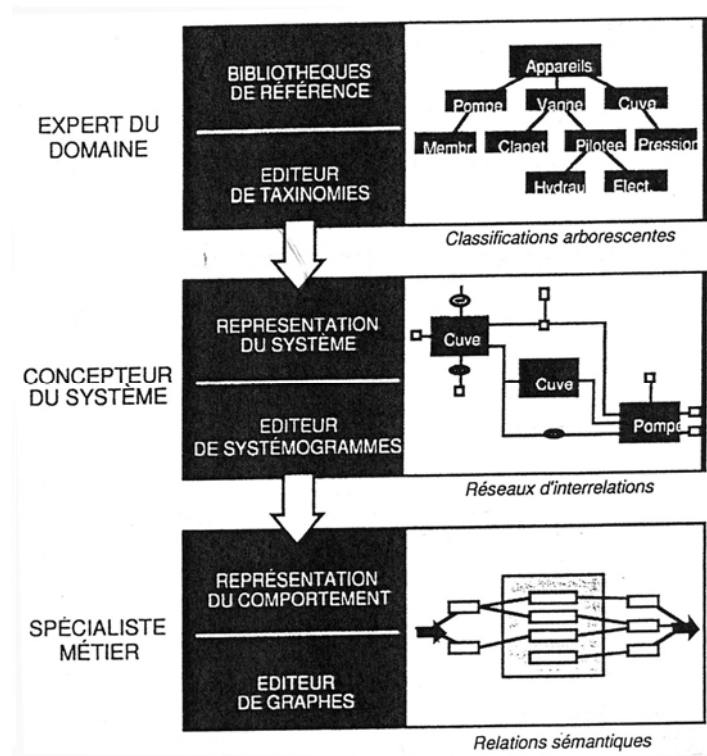 BIBLIOTHEQUES
DE RÉFÉRENCE
EXPERT DU
DOMAINE
EDITEUR
DE TAXINOMIES
Appareils
Pompe Vanne Cuve
Membr. Clapet Pilotee Pression
Hydrau Elect.
Classifications arborescentes
REPRESENTATION
DU SYSTÈME
CONCEPTEUR
DU SYSTÈME
EDITEUR
DE SYSTÉMOGRAMMES
Cuve
Cuve
Pompe
Réseaux d'interrelations
REPRÉSENTATION
DU COMPORTEMENT
SPÉCIALISTE
MÉTIER
EDITEUR
DE GRAPHES
Relations sémantiques